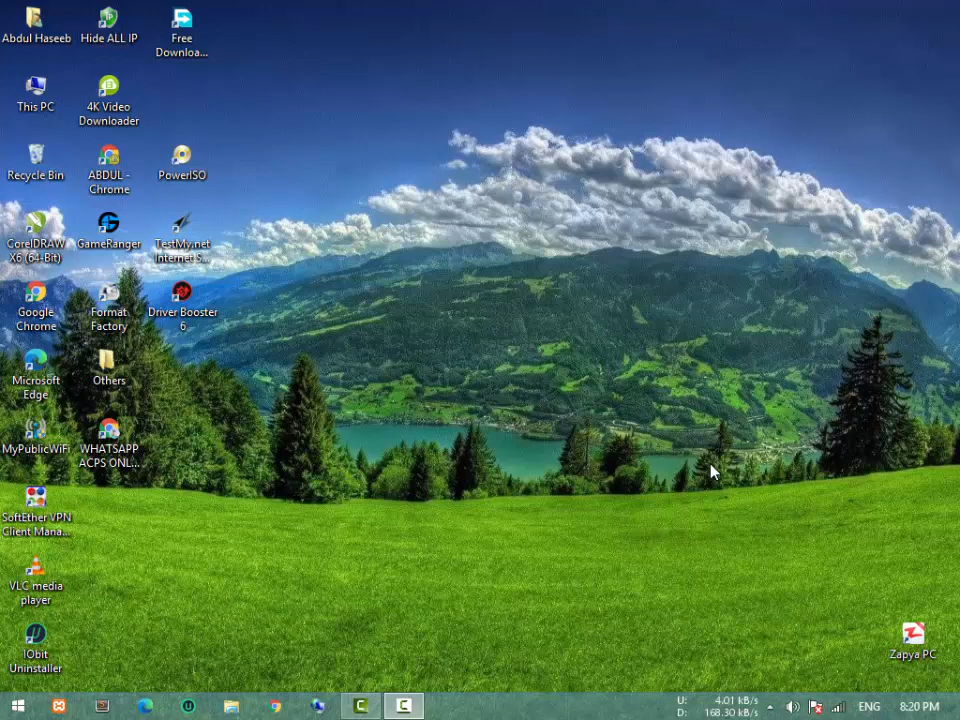 Abdul Haseeb
Hide ALL IP
Free
Downloa...
This PC
4K Video
Downloader
Recycle Bin
ABDUL -
Chrome
PowerISO
CorelDRAW
X6 (64-Bit)
GameRanger
TestMy.net
Internet S...
Google
Chrome
Format
Factory
Driver Booster
6
Microsoft
Edge
Others
MyPublicWiFi
WHATSAPP
ACPS ONL...
SoftEther VPN
Client Mana...
VLC media
player
IObit
Uninstaller
Zapya PC
U: 4.01 kB/s
D: 168.30 kB/s
ENG
8:20 PM